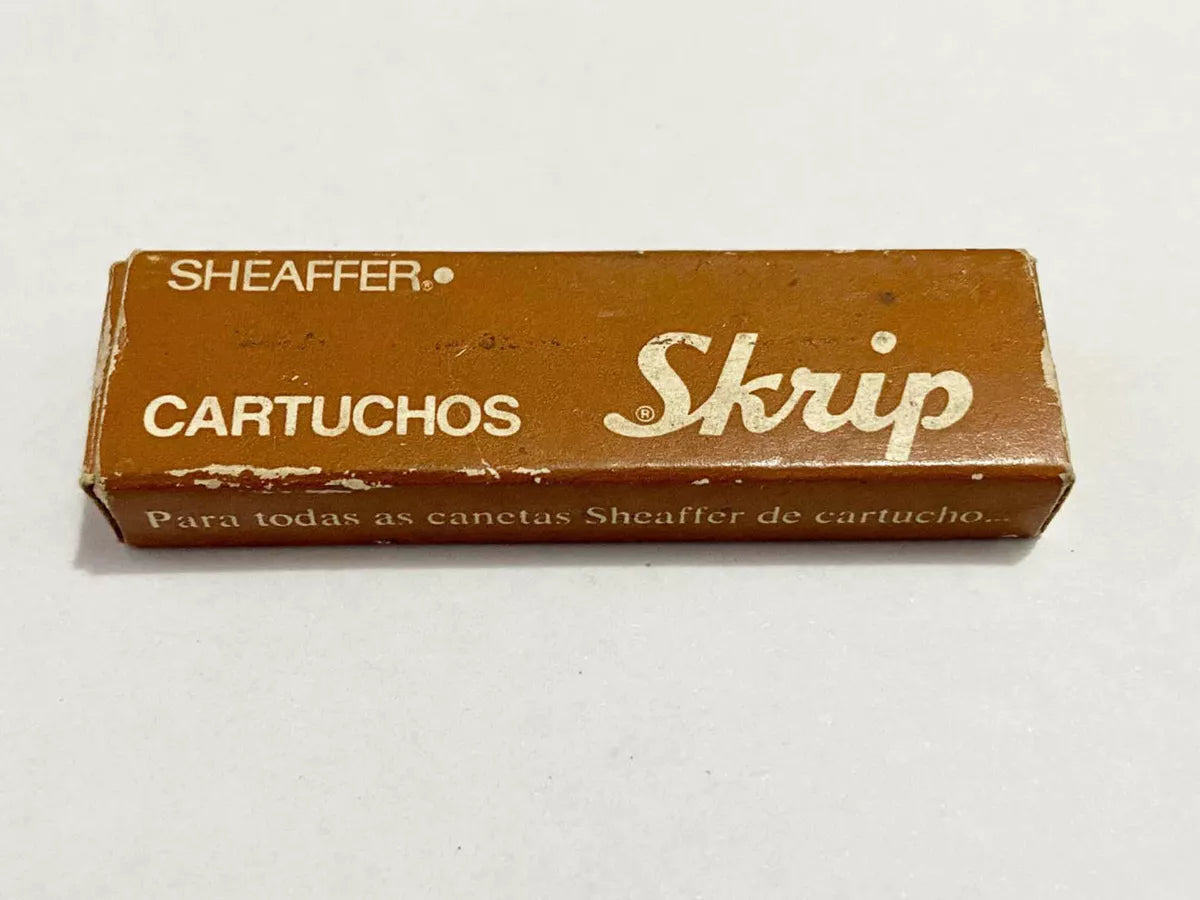 SHEAFFER®
CARTUCHOS
®Skrip
Para todas as canetas Sheaffer de cartucho...